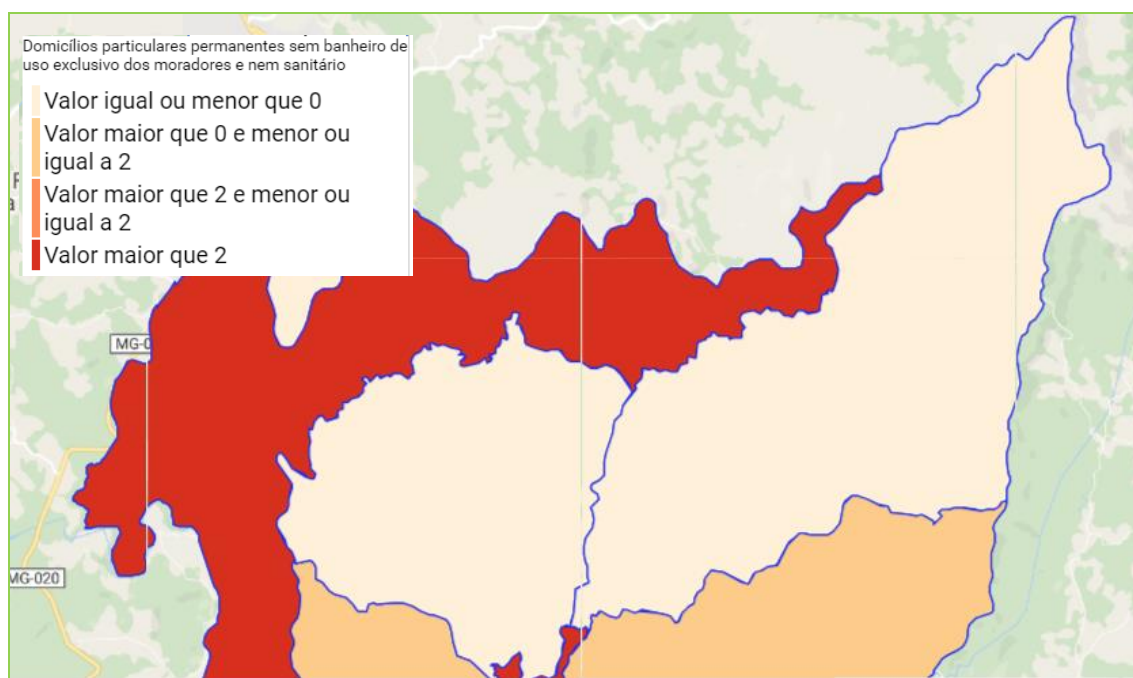 Domicílios particulares permanentes sem banheiro de
uso exclusivo dos moradores e nem sanitário
Valor igual ou menor que 0
Valor maior que 0 e menor ou
igual a 2
Valor maior que 2 e menor ou
igual a 2
Valor maior que 2
F
a
MG-0
MG-020